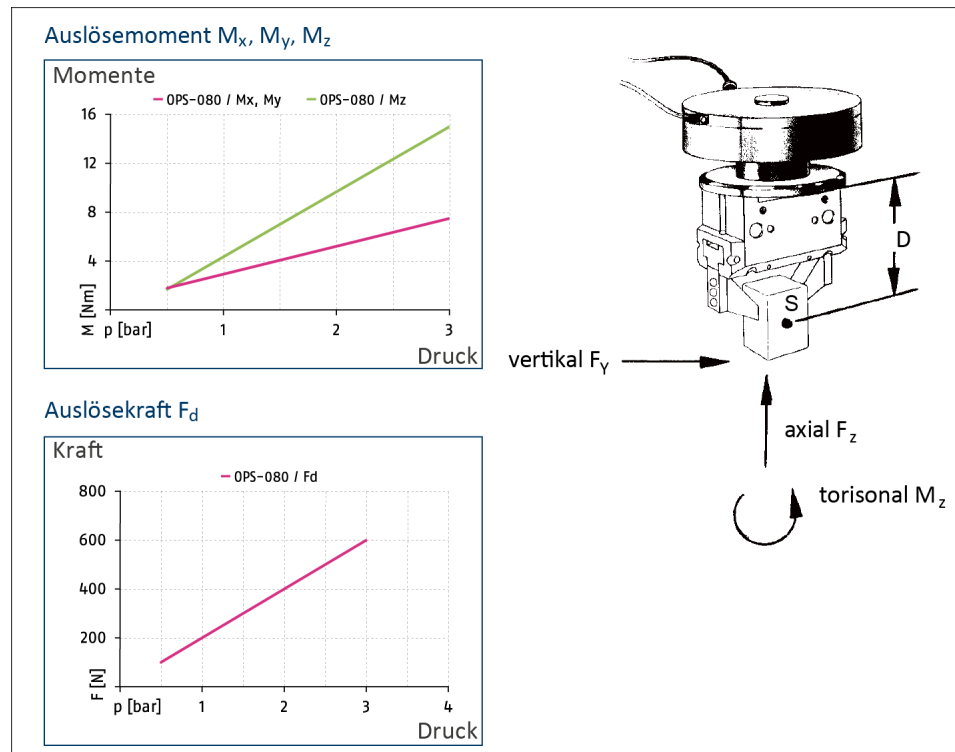 Auslösemoment Mx, My, Mz
Momente
OPS-080 / Mx, My OPS-080 / Mz
16
12
8
4
M [Nm]
p [bar] 1 2 3
Druck
D
S
vertikal FY
axial Fz
torisonal Mz
Auslösekraft Fd
Kraft
OPS-080 / Fd
800
600
400
200
F [N]
p [bar] 1 2 3 4
Druck